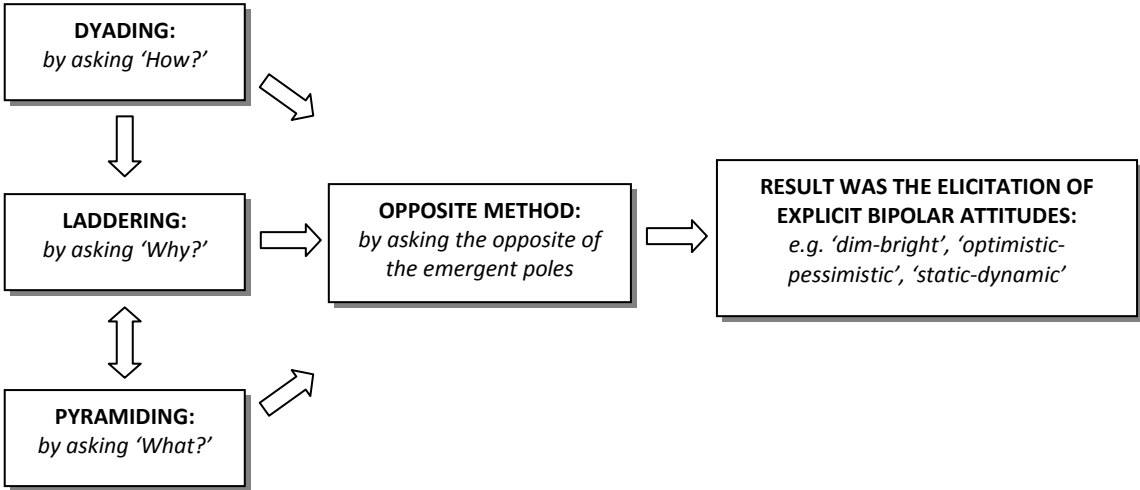 DYADING:
by asking ‘How?’
LADDERING:
by asking ‘Why?’
PYRAMIDING:
by asking ‘What?’
OPPOSITE METHOD:
by asking the opposite of
the emergent poles
RESULT WAS THE ELICITATION OF
EXPLICIT BIPOLAR ATTITUDES:
e.g. ‘dim-bright’, ‘optimistic-
pessimistic’, ‘static-dynamic’